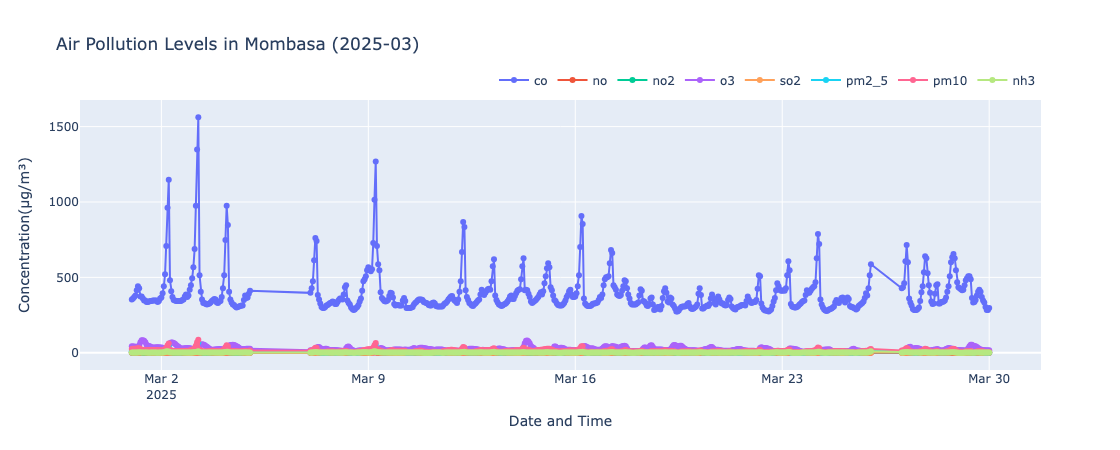 Air Pollution Levels in Mombasa (2025-03)
co no no2 o3 so2 pm2_5 pm10 nh3
Concentration(µg/m³)
1500
1000
500
0
Mar 2 Mar 9 Mar 16 Mar 23 Mar 30
2025
Date and Time